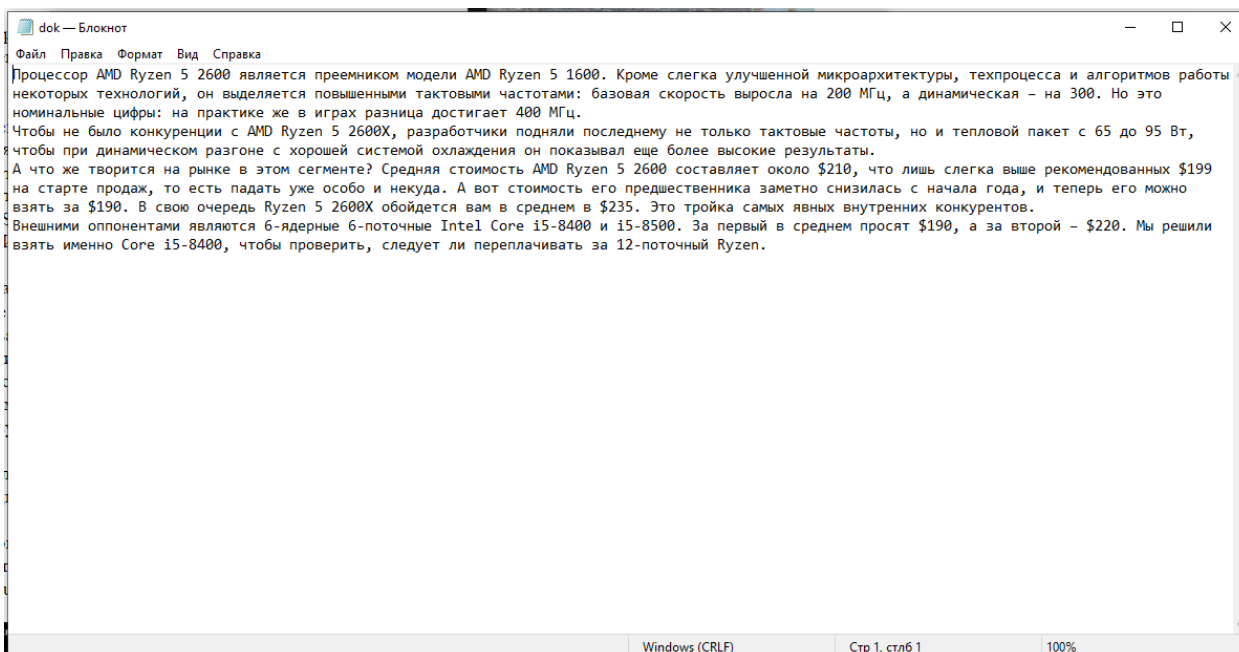 dok — Блокнот
Файл Правка Формат Вид Справка
Процессор AMD Ryzen 5 2600 является преемником модели AMD Ryzen 5 1600. Кроме слегка улучшенной микроархитектуры, техпроцесса и алгоритмов работы
некоторых технологий, он выделяется повышенными тактовыми частотами: базовая скорость выросла на 200 МГц, а динамическая – на 300. Но это
номинальные цифры: на практике же в играх разница достигает 400 МГц.
Чтобы не было конкуренции с AMD Ryzen 5 2600X, разработчики подняли последнему не только тактовые частоты, но и тепловой пакет с 65 до 95 Вт,
чтобы при динамическом разгоне с хорошей системой охлаждения он показывал еще более высокие результаты.
А что же творится на рынке в этом сегменте? Средняя стоимость AMD Ryzen 5 2600 составляет около $210, что лишь слегка выше рекомендованных $199
на старте продаж, то есть падать уже особо и некуда. А вот стоимость его предшественника заметно снизилась с начала года, и теперь его можно
взять за $190. В свою очередь Ryzen 5 2600X обойдется вам в среднем в $235. Это тройка самых явных внутренних конкурентов.
Внешними оппонентами являются 6-ядерные 6-поточные Intel Core i5-8400 и i5-8500. За первый в среднем просят $190, а за второй – $220. Мы решили
взять именно Core i5-8400, чтобы проверить, следует ли переплачивать за 12-поточный Ryzen.
Windows (CRLF) Стр 1, стлб 1 100%